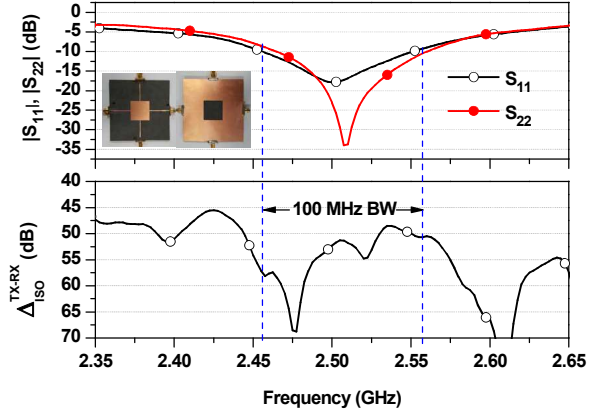 |S11|, |S22| (dB)
0
-5
-10
-15
-20
-25
-30
-35
S11
S22
Δ_ISO^TX-RX (dB)
40
45
50
55
60
65
70
100 MHz BW
2.35 2.40 2.45 2.50 2.55 2.60 2.65
Frequency (GHz)